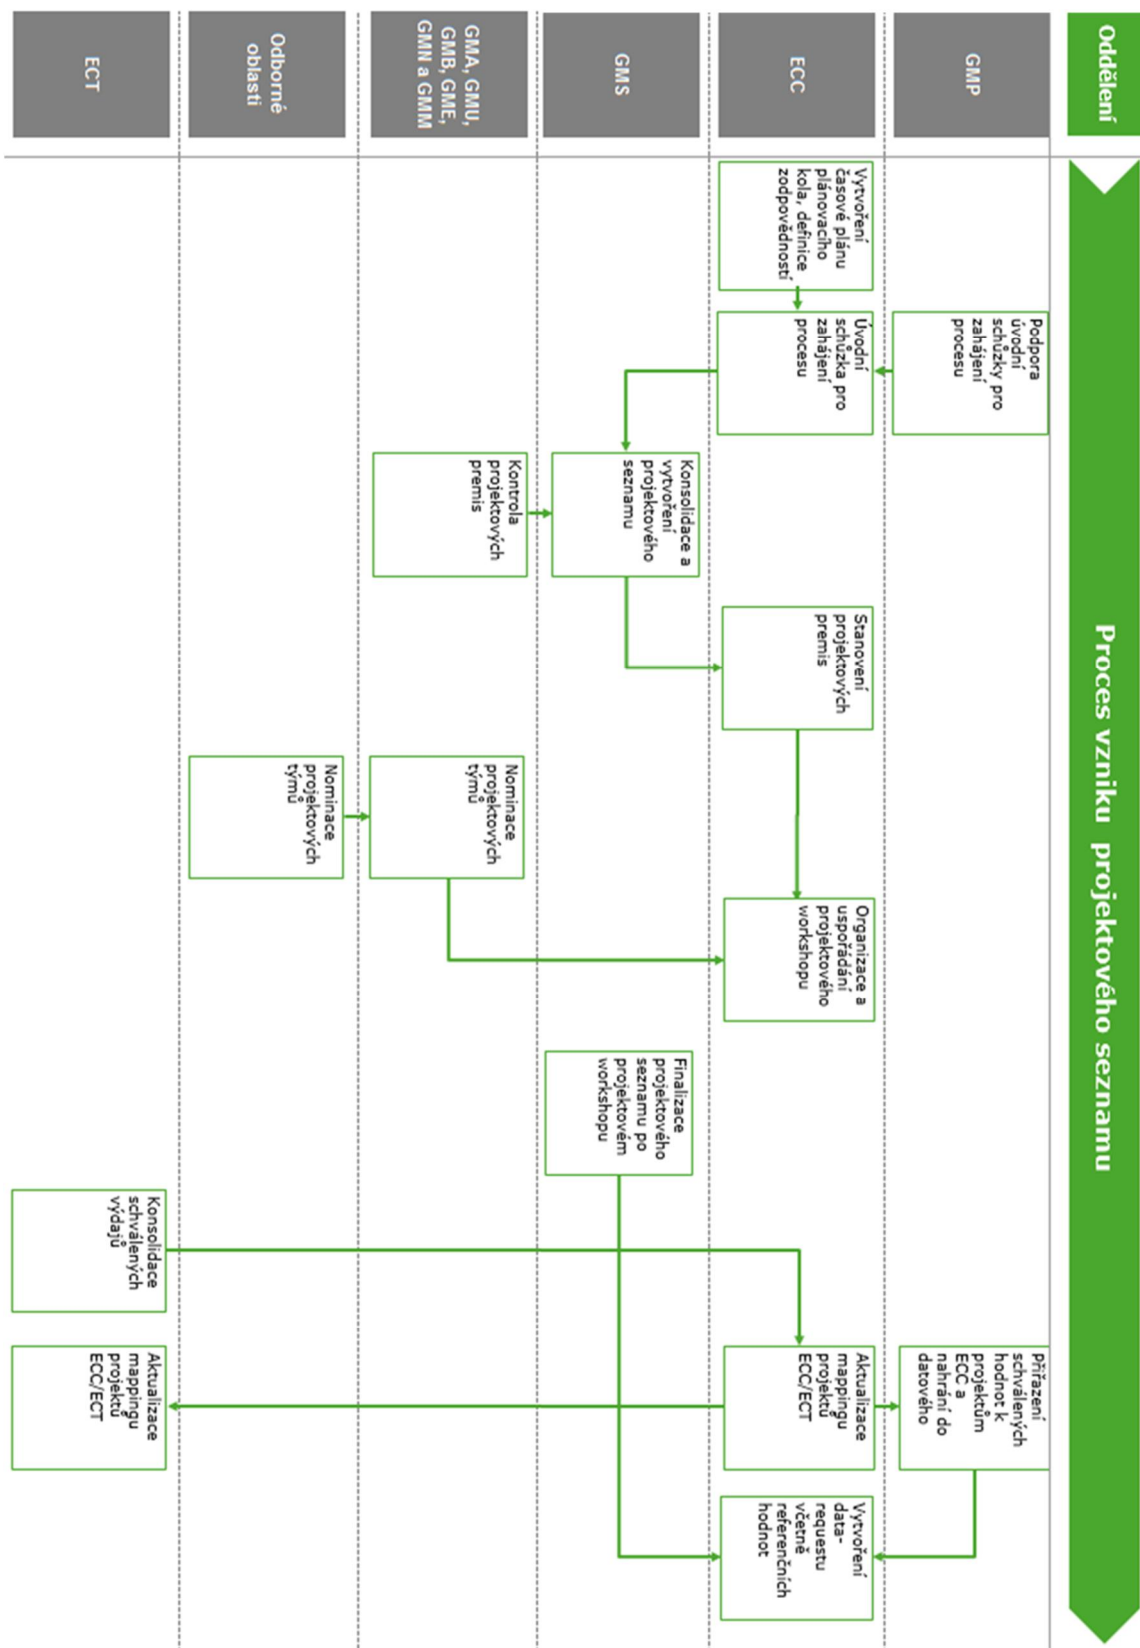 Oddělení
Proces vzniku projektového seznamu
GMP
Podpora
úvodní
schůzky pro
zahájení
procesu
přiřazení
schválených
hodnot k
projektům
ECC a
nahrání do
datového
ECC
Vytvoření
časové plánu
plánovacího
kola, definice
zodpovědností
Úvodní
schůzka pro
zahájení
procesu
Stanovení
projektových
premis
Organizace a
uspořádání
projektového
workshopu
Aktualizace
mappingu
projektů
ECC/ECT
Vytvoření
data-
requestu
včetně
referenčních
hodnot
GMS
Konsolidace a
vytvoření
projektového
seznamu
Finalizace
projektového
seznamu po
projektovém
workshopu
GMA, GMU,
GMB, GME,
GMN a GMM
Kontrola
projektových
premis
Nominace
projektových
týmů
Odborné
oblasti
Nominace
projektových
týmů
ECT
Konsolidace
schválených
výdajů
Aktualizace
mappingu
projektů
ECC/ECT